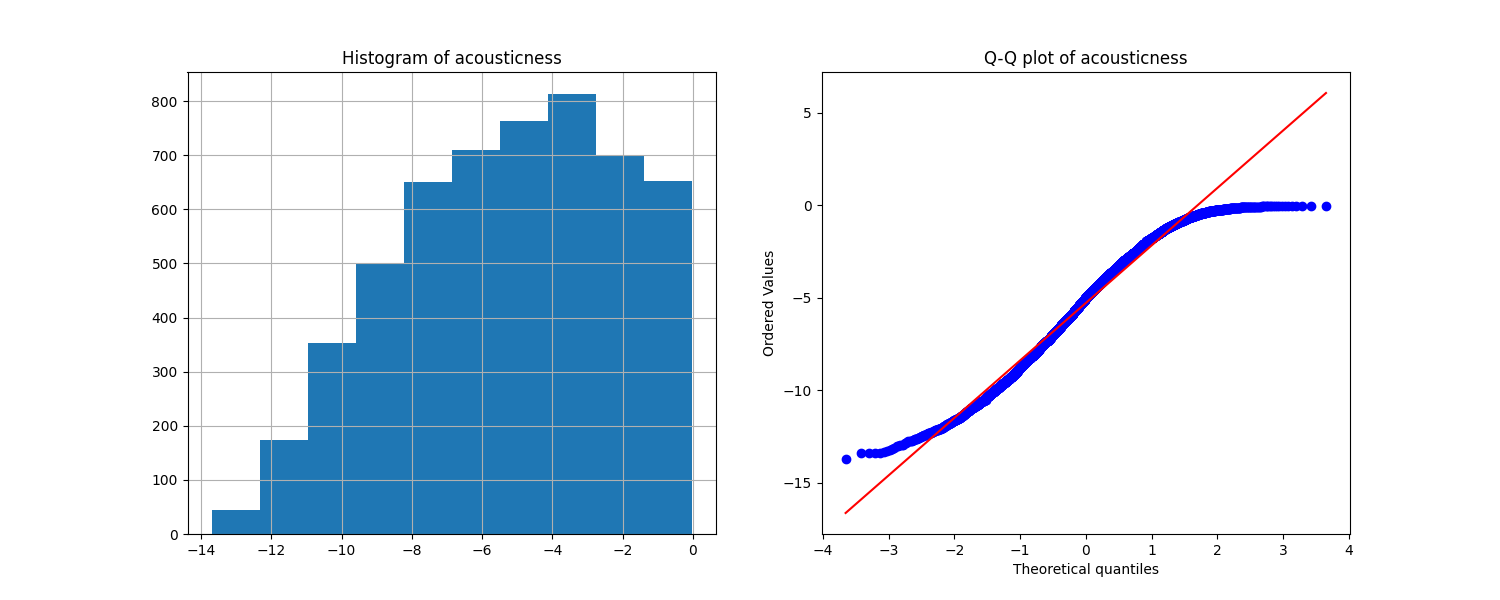 Histogram of acousticness
800
700
600
500
400
300
200
100
0
−14 −12 −10 −8 −6 −4 −2 0
Q-Q plot of acousticness
Ordered Values
5
0
−5
−10
−15
−4 −3 −2 −1 0 1 2 3 4
Theoretical quantiles